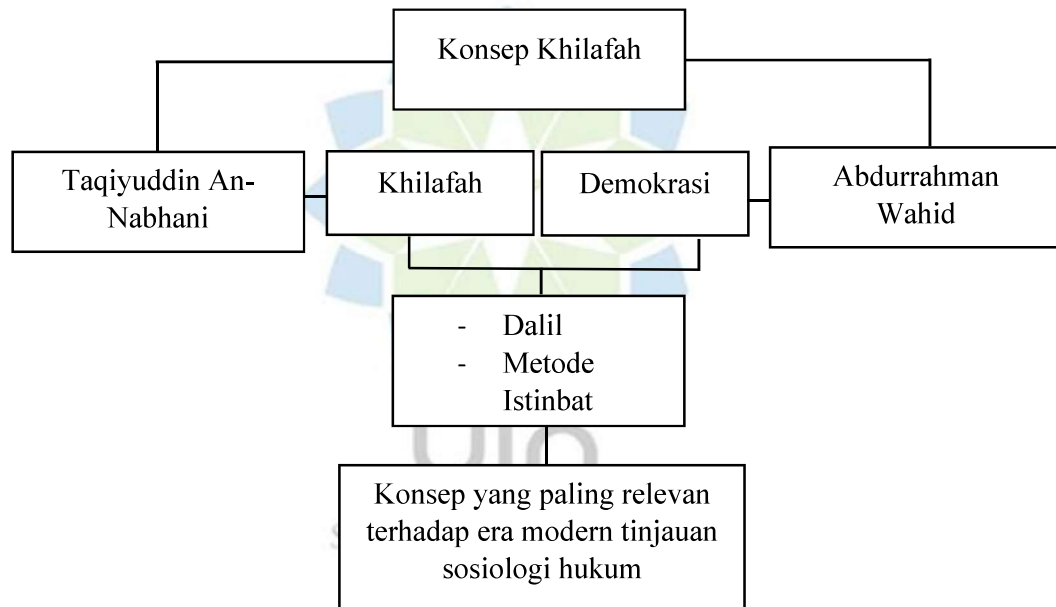 Konsep Khilafah
Taqiyuddin An-
Nabhani
Khilafah
Demokrasi
Abdurrahman
Wahid
- Dalil
- Metode
Istinbat
Konsep yang paling relevan
terhadap era modern tinjauan
sosiologi hukum